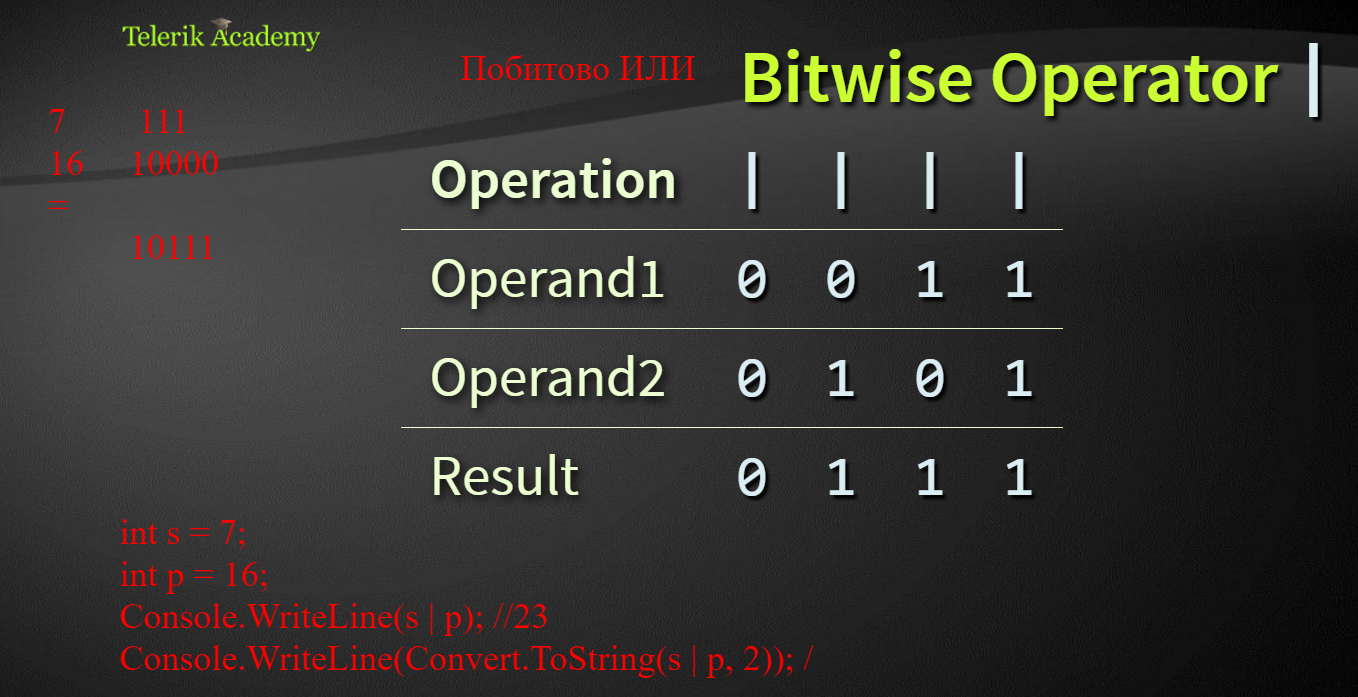 Telerik Academy
Побитово ИЛИ
Bitwise Operator |
7 111
16 10000
=
10111
Operation | | | |
Operand1 0 0 1 1
Operand2 0 1 0 1
Result 0 1 1 1
int s = 7;
int p = 16;
Console.WriteLine(s | p); //23
Console.WriteLine(Convert.ToString(s | p, 2)); /